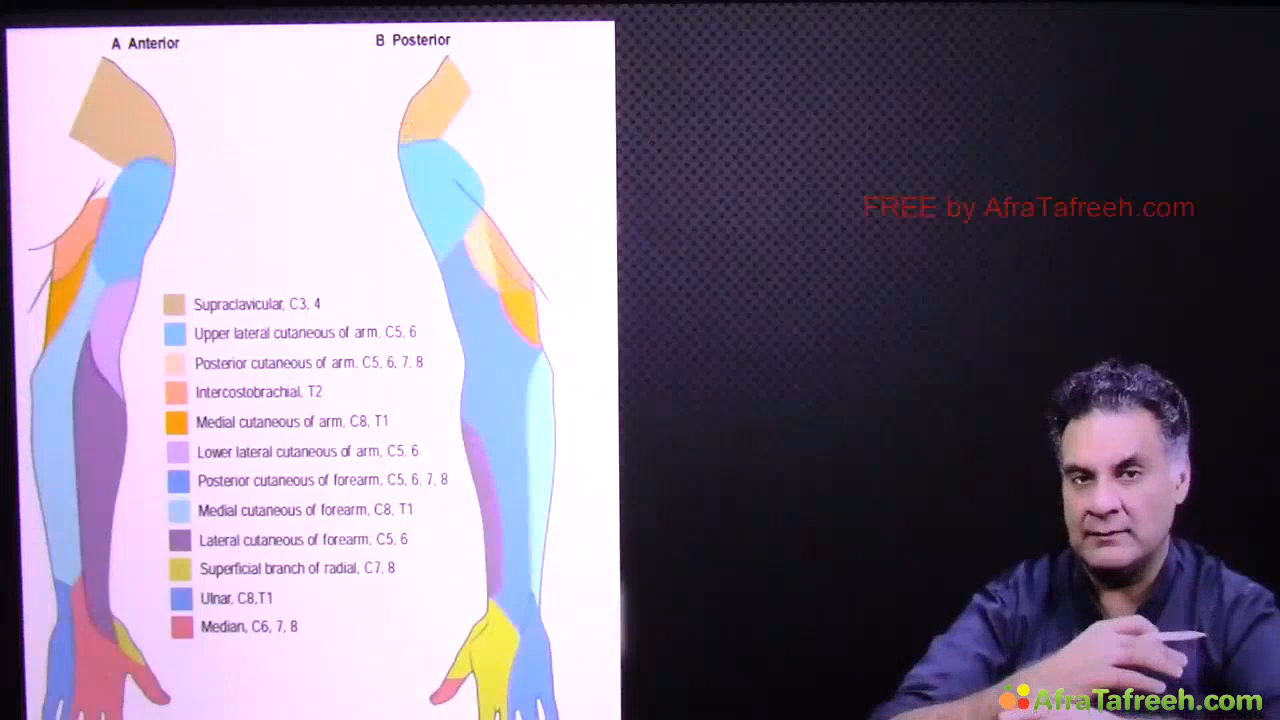 A Anterior
B Posterior
Supraclavicular, C3, 4
Upper lateral cutaneous of arm, C5, 6
Posterior cutaneous of arm, C5, 6, 7, 8
Intercostobrachial, T2
Medial cutaneous of arm, C8, T1
Lower lateral cutaneous of arm, C5, 6
Posterior cutaneous of forearm, C5, 6, 7, 8
Medial cutaneous of forearm, C8, T1
Lateral cutaneous of forearm, C5, 6
Superficial branch of radial, C7, 8
Ulnar, C8,T1
Median, C6, 7, 8
FREE by AfraTafreeh.com
AfraTafreeh.com